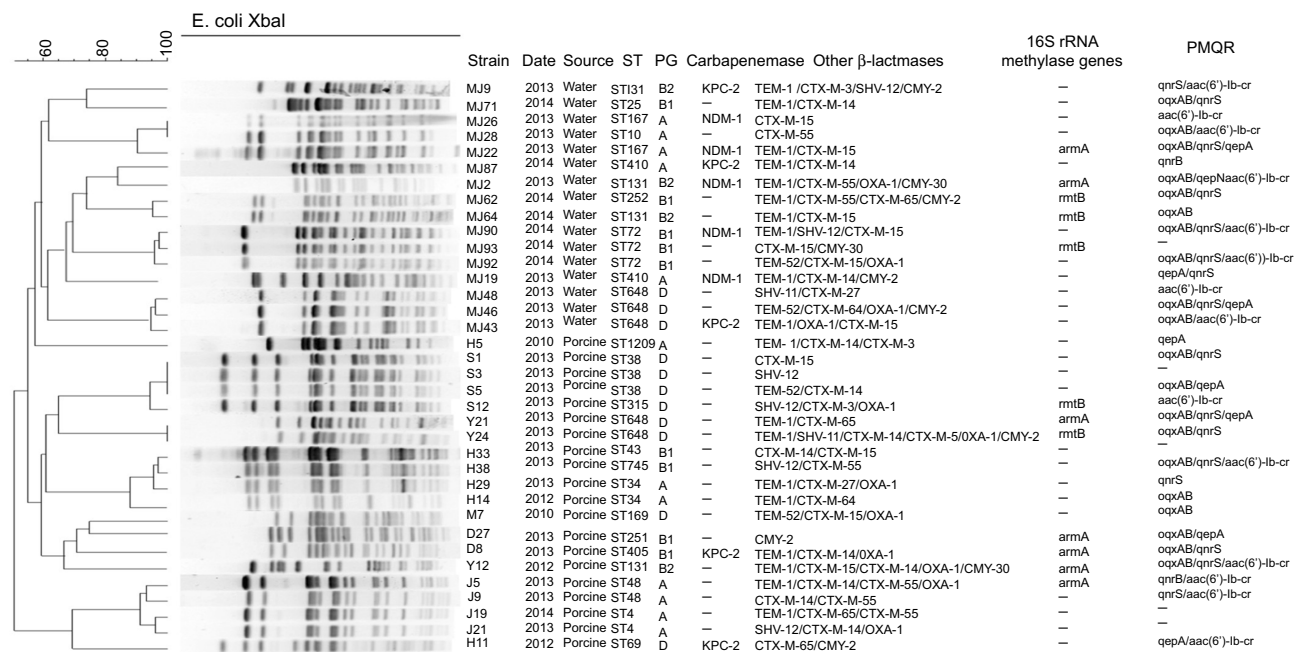 E. coli XbaI
60 80 100
16S rRNA
Strain Date Source ST PG Carbapenemase Other β-lactmases methylase genes PMQR
MJ9 2013 Water STI31 B2 KPC-2 TEM-1 /CTX-M-3/SHV-12/CMY-2 – qnrS/aac(6')-Ib-cr
MJ71 2014 Water ST25 B1 – TEM-1/CTX-M-14 – oqxAB/qnrS
MJ26 2013 Water ST167 A NDM-1 CTX-M-15 – aac(6')-Ib-cr
MJ28 2013 Water ST10 A – CTX-M-55 – oqxAB/aac(6')-Ib-cr
MJ22 2013 Water ST167 A NDM-1 TEM-1/CTX-M-15 armA oqxAB/qnrS/qepA
MJ87 2014 Water ST410 A KPC-2 TEM-1/CTX-M-14 – qnrB
MJ2 2013 Water ST131 B2 NDM-1 TEM-1/CTX-M-55/OXA-1/CMY-30 armA oqxAB/qepNaac(6')-Ib-cr
MJ62 2014 Water ST252 B1 – TEM-1/CTX-M-55/CTX-M-65/CMY-2 rmtB oqxAB/qnrS
MJ64 2014 Water ST131 B2 – TEM-1/CTX-M-15 rmtB oqxAB
MJ90 2014 Water ST72 B1 NDM-1 TEM-1/SHV-12/CTX-M-15 – oqxAB/qnrS/aac(6')-Ib-cr
MJ93 2014 Water ST72 B1 – CTX-M-15/CMY-30 rmtB –
MJ92 2014 Water ST72 B1 – TEM-52/CTX-M-15/OXA-1 – oqxAB/qnrS/aac(6'))-Ib-cr
MJ19 2013 Water ST410 A NDM-1 TEM-1/CTX-M-14/CMY-2 – qepA/qnrS
MJ48 2013 Water ST648 D – SHV-11/CTX-M-27 – aac(6')-Ib-cr
MJ46 2013 Water ST648 D – TEM-52/CTX-M-64/OXA-1/CMY-2 – oqxAB/qnrS/qepA
MJ43 2013 Water ST648 D KPC-2 TEM-1/OXA-1/CTX-M-15 – oqxAB/aac(6')-Ib-cr
H5 2010 Porcine ST1209 A – TEM- 1/CTX-M-14/CTX-M-3 – qepA
S1 2013 Porcine ST38 D – CTX-M-15 – oqxAB/qnrS
S3 2013 Porcine ST38 D – SHV-12 – –
S5 2013 Porcine ST38 D – TEM-52/CTX-M-14 – oqxAB/qepA
S12 2013 Porcine ST315 D – SHV-12/CTX-M-3/OXA-1 rmtB aac(6')-Ib-cr
Y21 2013 Porcine ST648 D – TEM-1/CTX-M-65 armA oqxAB/qnrS/qepA
Y24 2013 Porcine ST648 D – TEM-1/SHV-11/CTX-M-14/CTX-M-5/0XA-1/CMY-2 rmtB oqxAB/qnrS
H33 2013 Porcine ST43 B1 – CTX-M-14/CTX-M-15 – –
H38 2013 Porcine ST745 B1 – SHV-12/CTX-M-55 – oqxAB/qnrS/aac(6')-Ib-cr
H29 2013 Porcine ST34 A – TEM-1/CTX-M-27/OXA-1 – qnrS
H14 2012 Porcine ST34 A – TEM-1/CTX-M-64 – oqxAB
M7 2010 Porcine ST169 D – TEM-52/CTX-M-15/OXA-1 – oqxAB
D27 2013 Porcine ST251 B1 – CMY-2 armA oqxAB/qepA
D8 2013 Porcine ST405 B1 KPC-2 TEM-1/CTX-M-14/0XA-1 armA oqxAB/qnrS
Y12 2012 Porcine ST131 B2 – TEM-1/CTX-M-15/CTX-M-14/OXA-1/CMY-30 armA oqxAB/qnrS/aac(6')-Ib-cr
J5 2013 Porcine ST48 A – TEM-1/CTX-M-14/CTX-M-55/OXA-1 armA qnrB/aac(6')-Ib-cr
J9 2013 Porcine ST48 A – CTX-M-14/CTX-M-55 – qnrS/aac(6')-Ib-cr
J19 2014 Porcine ST4 A – TEM-1/CTX-M-65/CTX-M-55 – –
J21 2013 Porcine ST4 A – SHV-12/CTX-M-14/OXA-1 – –
H11 2012 Porcine ST69 D KPC-2 CTX-M-65/CMY-2 – qepA/aac(6')-Ib-cr